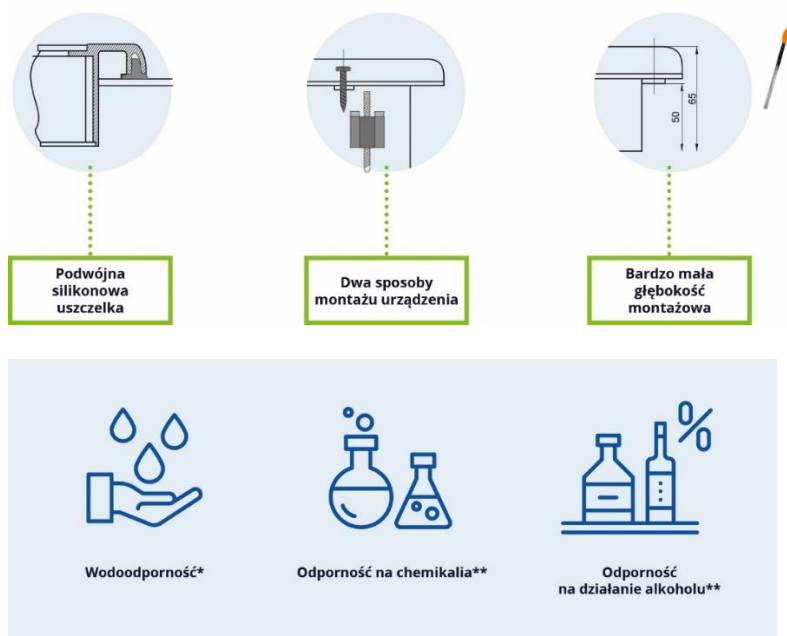 50
65
Podwójna
silikonowa
uszczelka
Dwa sposoby
montażu urządzenia
Bardzo mała
głębokość
montażowa
%
Wodoodporność*
Odporność na chemikalia**
Odporność
na działanie alkoholu**